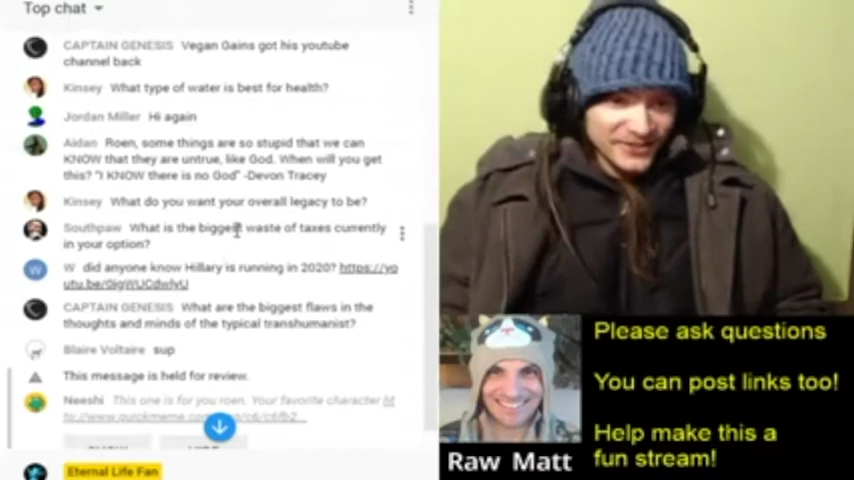 Top chat
CAPTAIN GENESIS Vegan Gains got his youtube
channel back
Kinsey What type of water is best for health?
Jordan Miller Hi again
Aidan Roen, some things are so stupid that we can
KNOW that they are untrue, like God. When will you get
this? "I KNOW there is no God" -Devon Tracey
Kinsey What do you want your overall legacy to be?
Southpaw What is the biggest waste of taxes currently
in your option?
W did anyone know Hillary is running in 2020? https://yo
CAPTAIN GENESIS What are the biggest flaws in the
thoughts and minds of the typical transhumanist?
Blaire Voltaire sup
This message is held for review.
Neeshi This one is for you roen. Your favorite character
Eternal Life Fan
Please ask questions
You can post links too!
Help make this a
fun stream!
Raw Matt